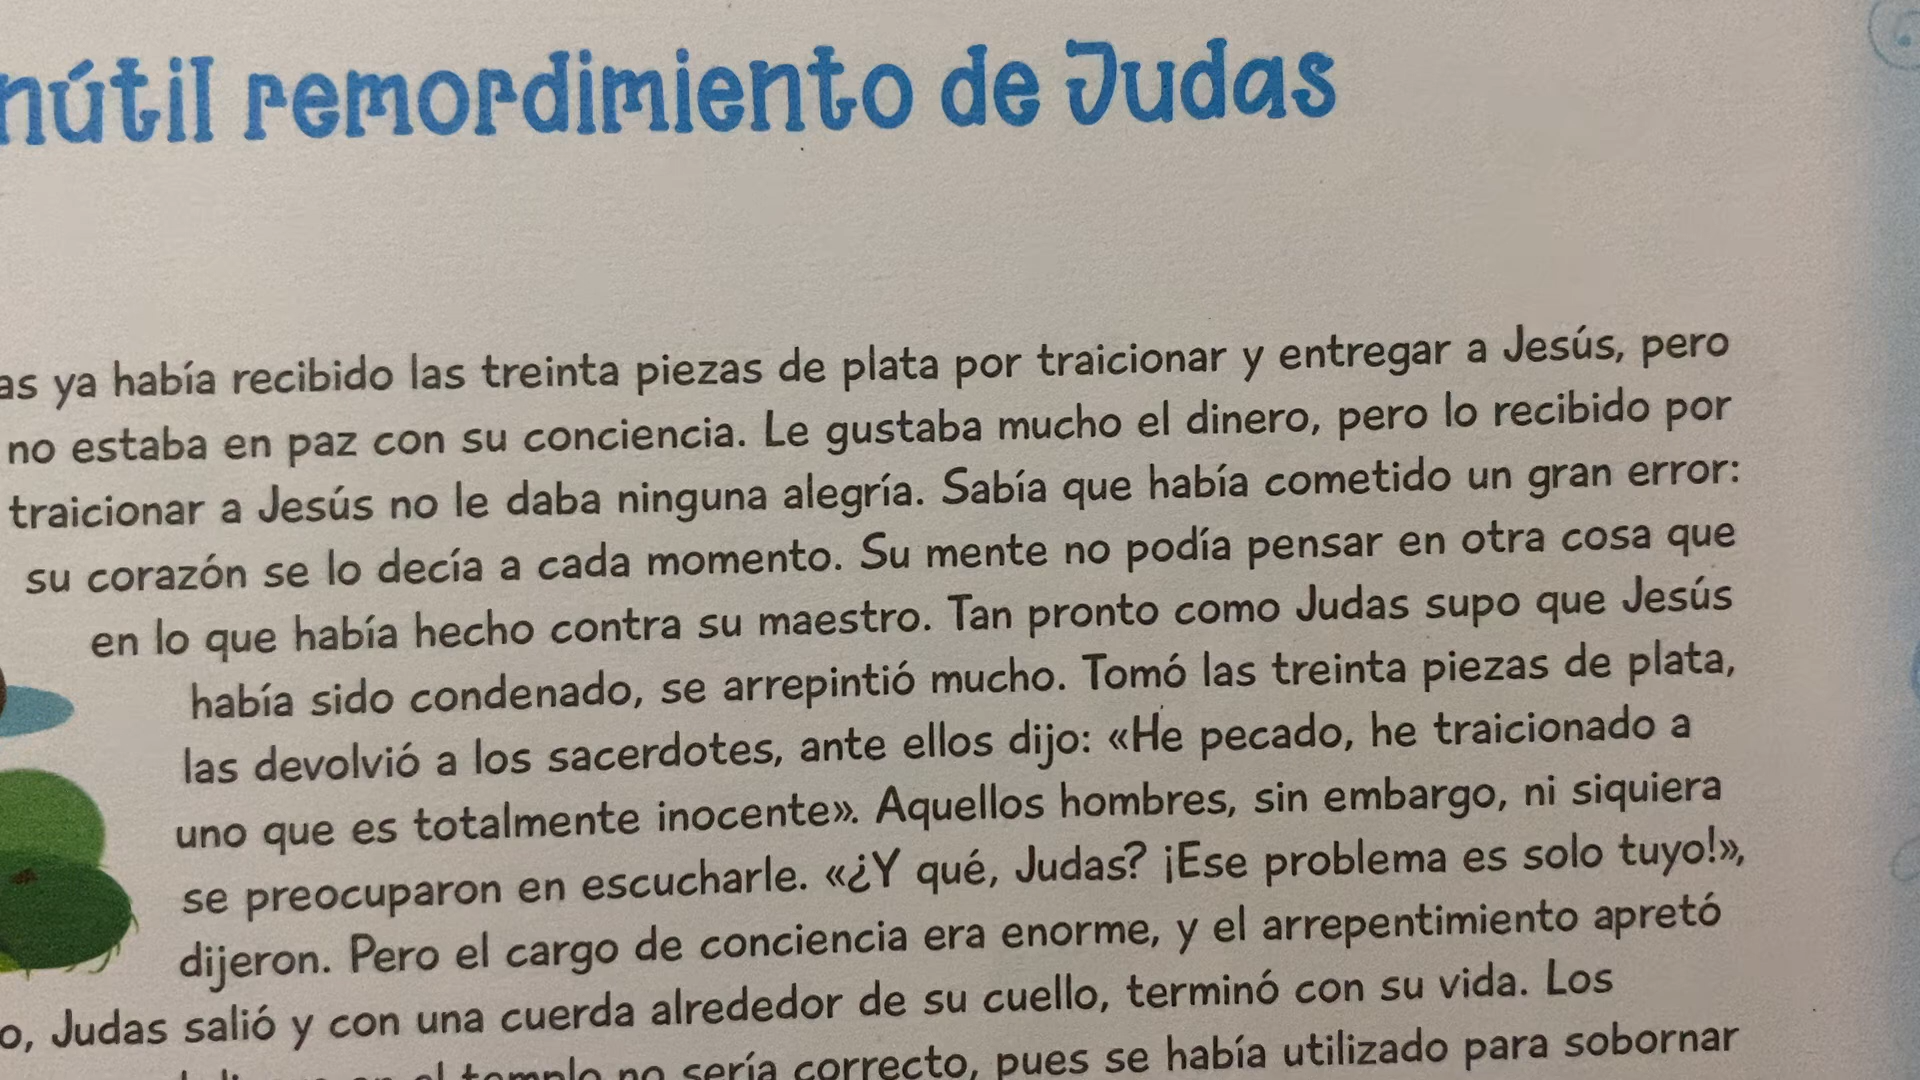 nútil remordimiento de Judas
as ya había recibido las treinta piezas de plata por traicionar y entregar a Jesús, pero
no estaba en paz con su conciencia. Le gustaba mucho el dinero, pero lo recibido por
traicionar a Jesús no le daba ninguna alegría. Sabía que había cometido un gran error:
su corazón se lo decía a cada momento. Su mente no podía pensar en otra cosa que
en lo que había hecho contra su maestro. Tan pronto como Judas supo que Jesús
había sido condenado, se arrepintió mucho. Tomó las treinta piezas de plata,
las devolvió a los sacerdotes, ante ellos dijo: «He pecado, he traicionado a
uno que es totalmente inocente». Aquellos hombres, sin embargo, ni siquiera
se preocuparon en escucharle. «¿Y qué, Judas? ¡Ese problema es solo tuyo!»,
dijeron. Pero el cargo de conciencia era enorme, y el arrepentimiento apretó
o, Judas salió y con una cuerda alrededor de su cuello, terminó con su vida. Los
el templo no sería correcto, pues se había utilizado para sobornar